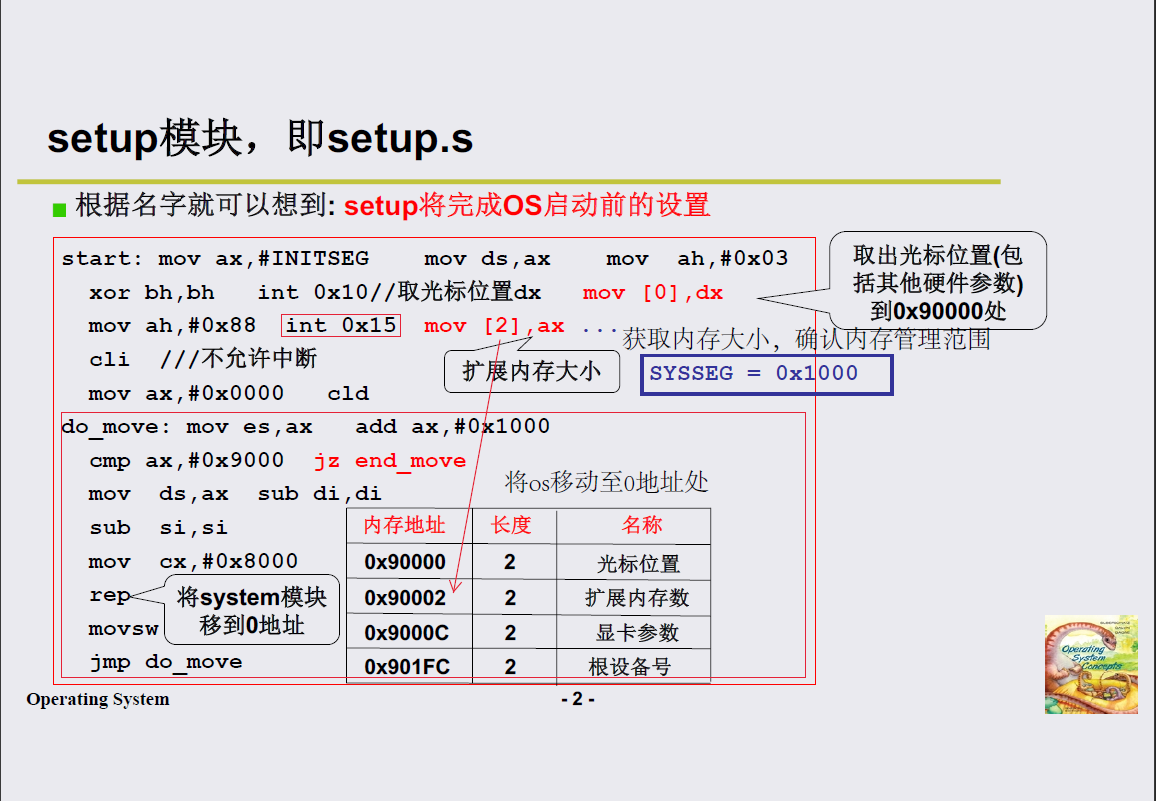 setup模块，即setup.s
根据名字就可以想到: setup将完成OS启动前的设置
start: mov ax,#INITSEG mov ds,ax mov ah,#0x03
xor bh,bh int 0x10//取光标位置dx mov [0],dx
mov ah,#0x88 int 0x15 mov [2],ax ...
cli ///不允许中断
mov ax,#0x0000 cld
取出光标位置(包
括其他硬件参数)
到0x90000处
获取内存大小，确认内存管理范围
扩展内存大小
SYSSEG = 0x1000
do_move: mov es,ax add ax,#0x1000
cmp ax,#0x9000 jz end_move
mov ds,ax sub di,di
sub si,si
mov cx,#0x8000
rep
movsw
jmp do_move
将os移动至0地址处
将system模块
移到0地址
内存地址 长度 名称
0x90000 2 光标位置
0x90002 2 扩展内存数
0x9000C 2 显卡参数
0x901FC 2 根设备号
Operating System
- 2 -
Operating
System
Concepts